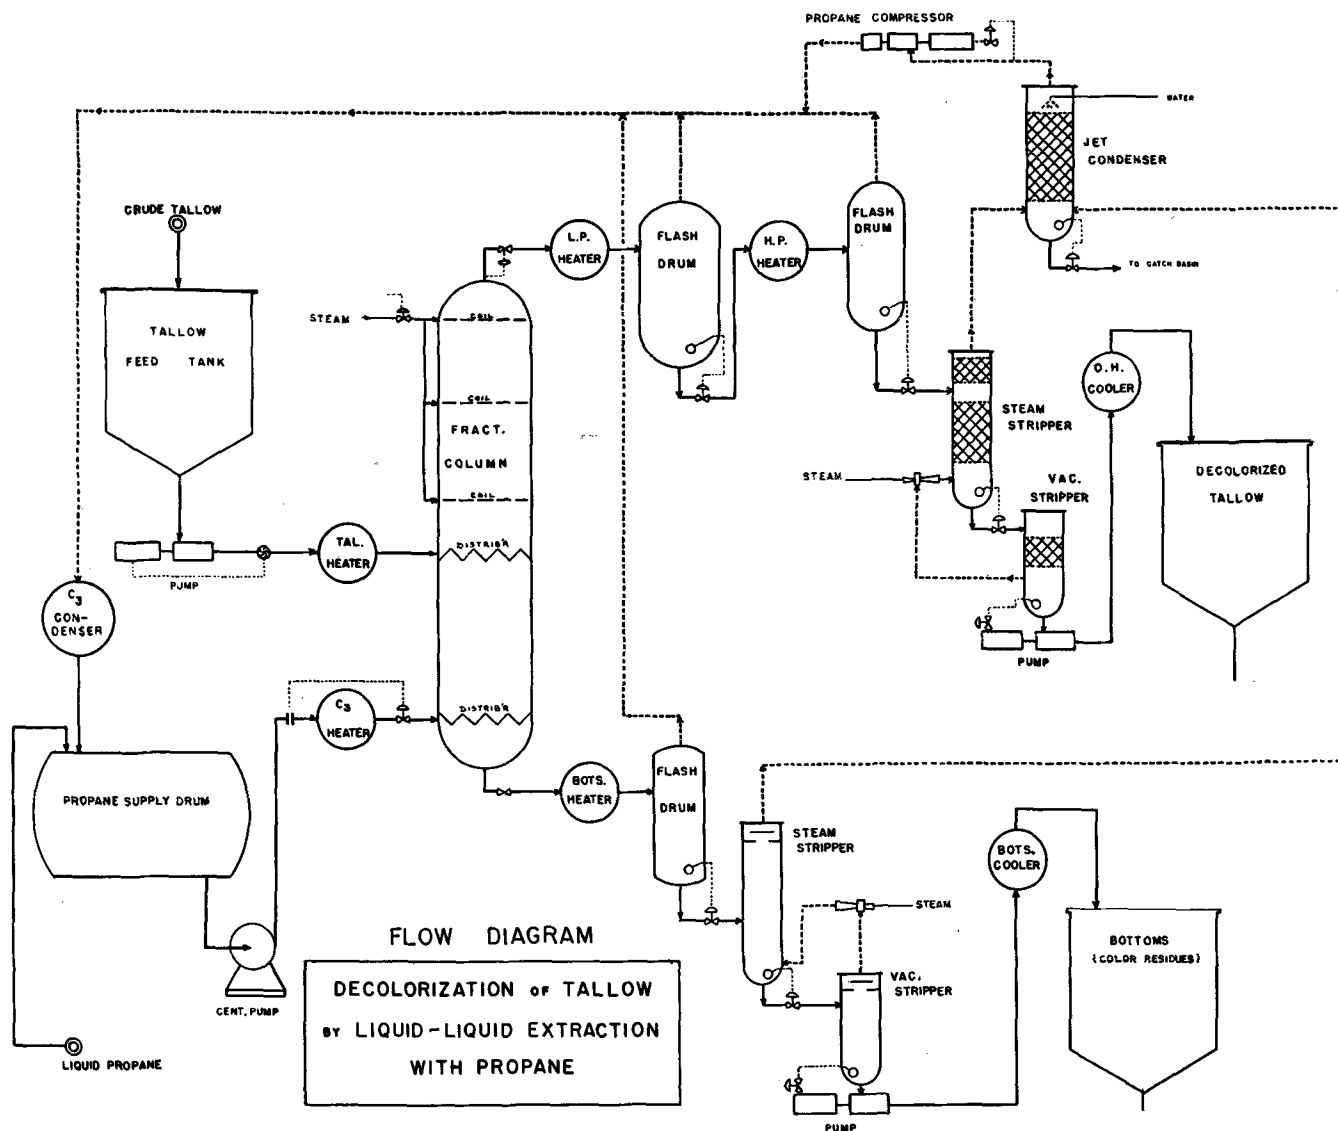 PROPANE COMPRESSOR
WATER
JET
CONDENSER
CRUDE TALLOW
L.P.
HEATER
FLASH
DRUM
H.P.
HEATER
FLASH
DRUM
TO CATCH BASIN
TALLOW
FEED TANK
STEAM
COIL
COIL
FRACT.
COLUMN
COIL
STEAM
STRIPPER
O.H.
COOLER
STEAM
VAC.
STRIPPER
DECOLORIZED
TALLOW
DISTRIB'R
TAL.
HEATER
PUMP
C3
CON-
DENSER
PUMP
C3
HEATER
DISTRIB'R
PROPANE SUPPLY DRUM
BOTS.
HEATER
FLASH
DRUM
STEAM
STRIPPER
BOTS.
COOLER
STEAM
CENT. PUMP
VAC.
STRIPPER
BOTTOMS
(COLOR RESIDUES)
LIQUID PROPANE
PUMP
FLOW DIAGRAM
DECOLORIZATION OF TALLOW
BY LIQUID-LIQUID EXTRACTION
WITH PROPANE